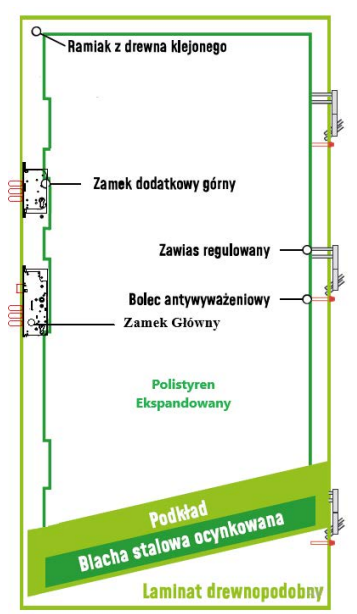 Ramiak z drewna klejonego
Zamek dodatkowy górny
Zawias regulowany
Bolec antywyważeniowy
Zamek Główny
Polistyren
Ekspandowany
Podkład
Blacha stalowa ocynkowana
Laminat drewnopodobny